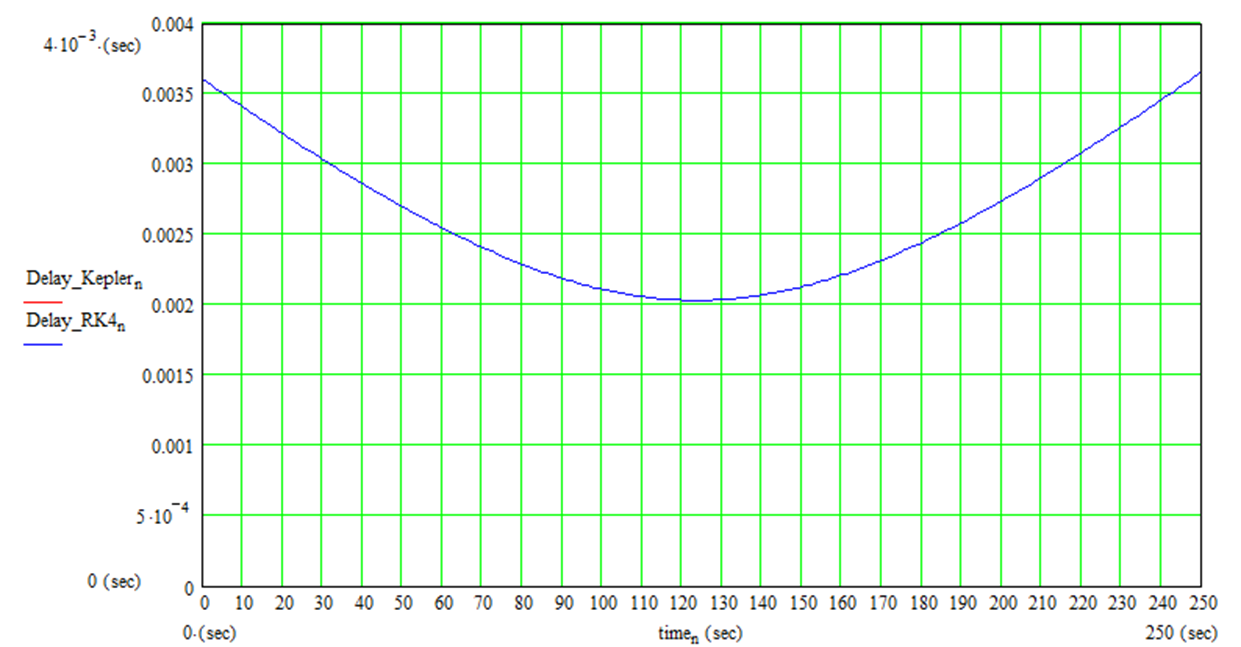 0.004
4·10⁻³·(sec)
0.0035
0.003
0.0025
Delay_Keplerₙ
0.002
Delay_RK4ₙ
0.0015
0.001
5·10⁻⁴
0 (sec)
0
0 10 20 30 40 50 60 70 80 90 100 110 120 130 140 150 160 170 180 190 200 210 220 230 240 250
0·(sec) timeₙ (sec) 250 (sec)